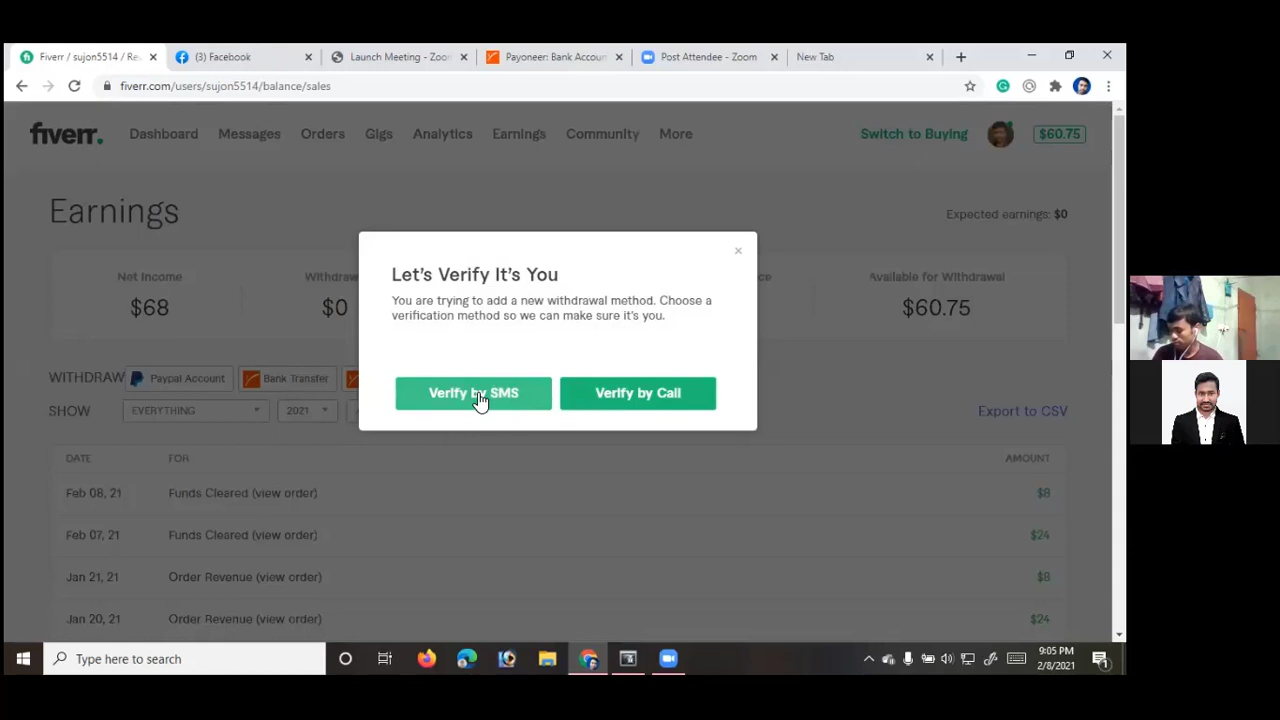 Fiverr / sujon5514 / Re
(3) Facebook
Launch Meeting - Zoom
Payoneer: Bank Accoun
Post Attendee - Zoom
New Tab
fiverr.com/users/sujon5514/balance/sales
fiverr.
Dashboard
Messages
Orders
Gigs
Analytics
Earnings
Community
More
Switch to Buying
$60.75
Earnings
Expected earnings: $0
Net Income
Withdraw
Available for Withdrawal
$68
$0
$60.75
Let's Verify It's You
You are trying to add a new withdrawal method. Choose a
verification method so we can make sure it's you.
Verify by SMS
Verify by Call
WITHDRAW
Paypal Account
Bank Transfer
SHOW
EVERYTHING
2021
Export to CSV
DATE
FOR
AMOUNT
Feb 08, 21
Funds Cleared (view order)
$8
Feb 07, 21
Funds Cleared (view order)
$24
Jan 21, 21
Order Revenue (view order)
$8
Jan 20, 21
Order Revenue (view order)
$24
Type here to search
9:05 PM
2/8/2021